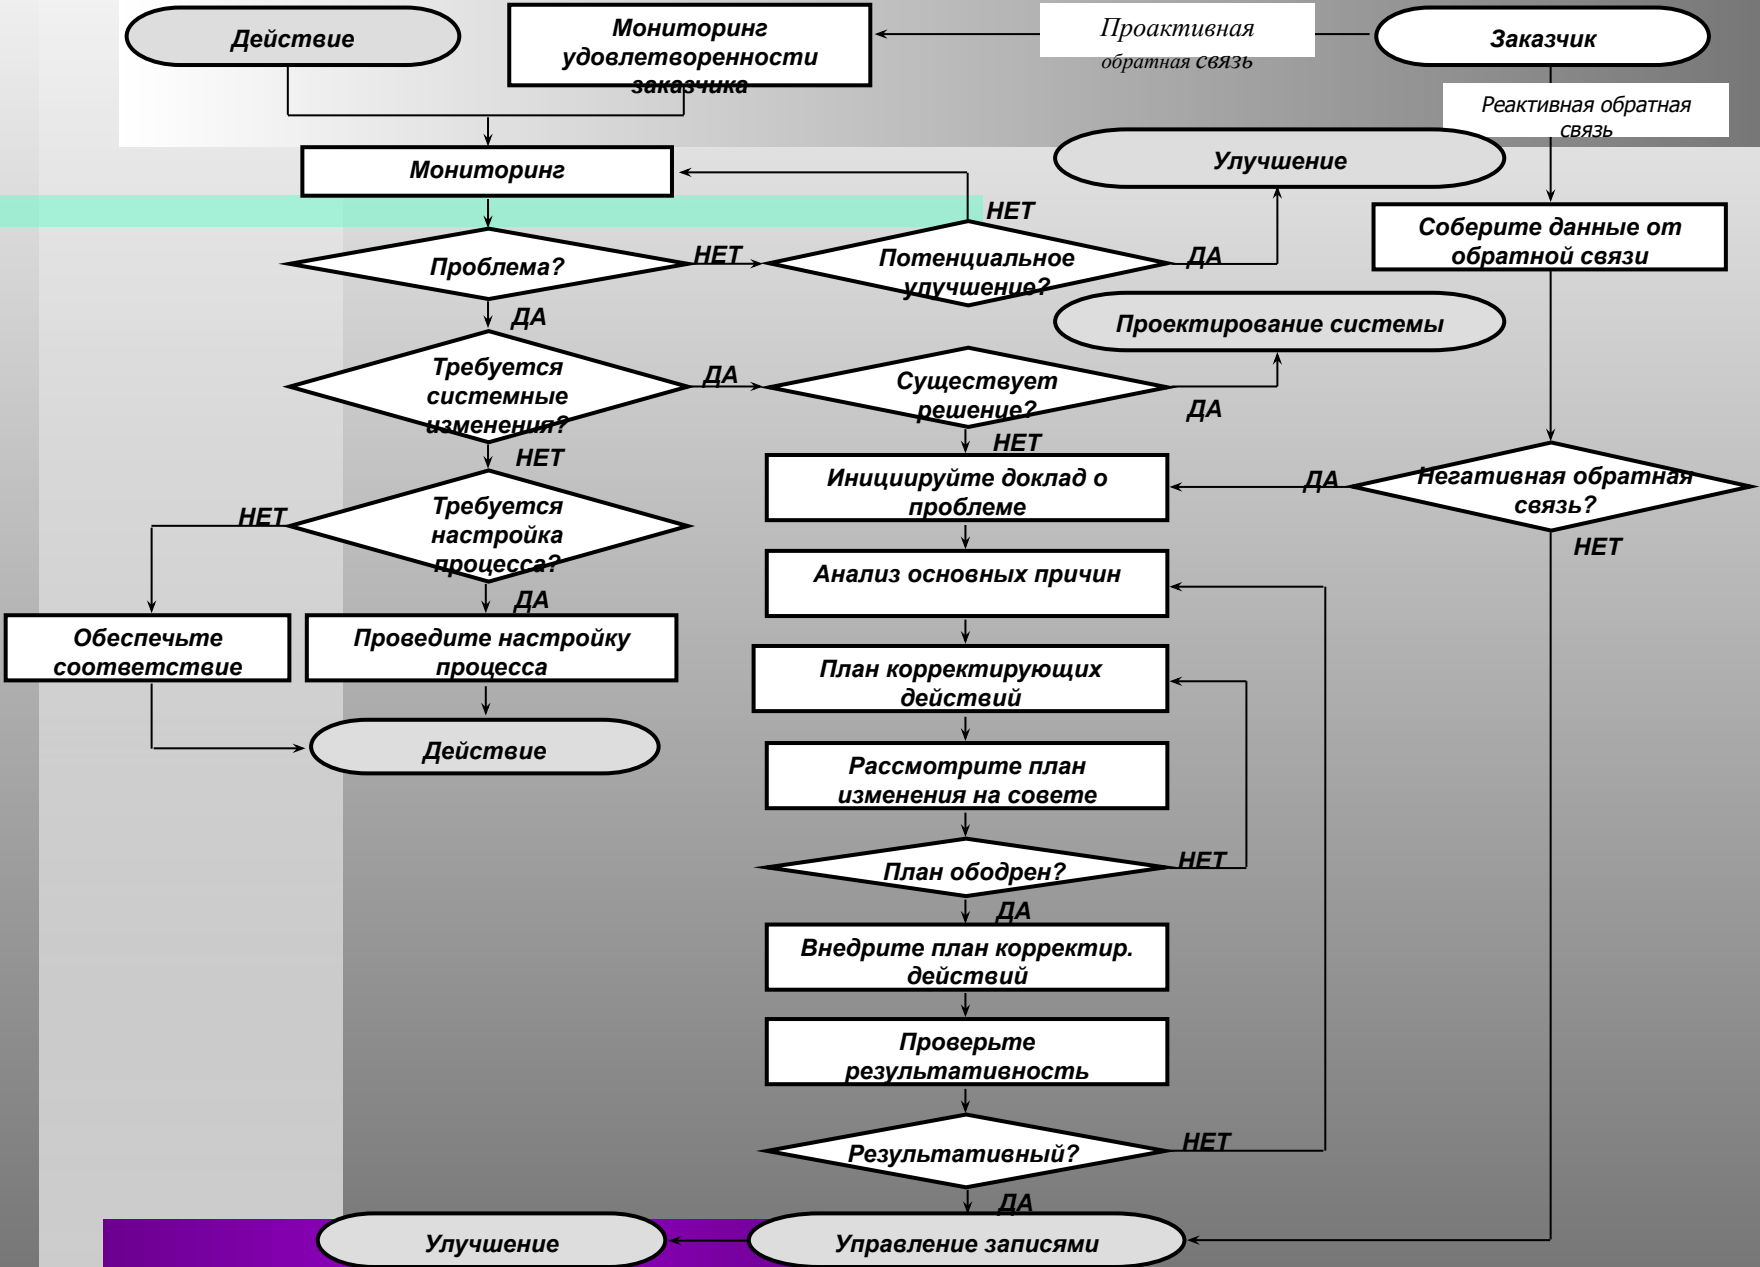 Действие
Мониторинг
удовлетворенности
заказчика
Проактивная
обратная связь
Заказчик
Реактивная обратная
связь
Мониторинг
Улучшение
Соберите данные от
обратной связи
Проблема?
НЕТ
НЕТ
Потенциальное
улучшение?
ДА
ДА
Проектирование системы
Требуется
системные
изменения?
ДА
Существует
решение?
ДА
НЕТ
НЕТ
Инициируйте доклад о
проблеме
ДА
Негативная обратная
связь?
НЕТ
НЕТ
Требуется
настройка
процесса?
ДА
Анализ основных причин
Обеспечьте
соответствие
Проведите настройку
процесса
План корректирующих
действий
Действие
Рассмотрите план
изменения на совете
План ободрен?
НЕТ
ДА
Внедрите план корректир.
действий
Проверьте
результативность
Результативный?
НЕТ
ДА
Улучшение
Управление записями